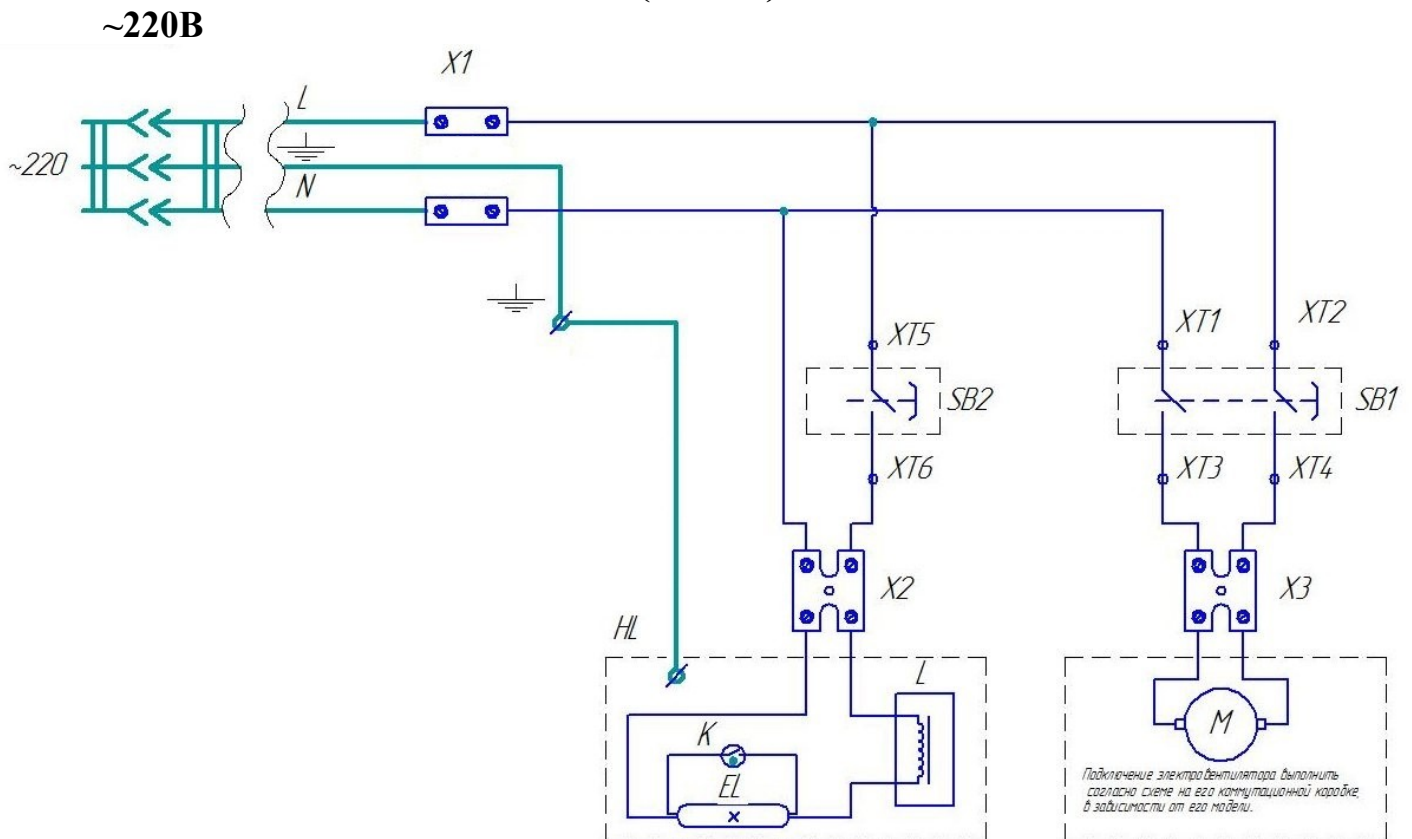 ~220В
X1
L
~220
N
XT5
XT1
XT2
SB2
SB1
XT6
XT3
XT4
X2
X3
HL
L
K
M
EL
Подключение электровентилятора выполнить
согласно схеме на его коммутационной коробке,
в зависимости от его модели.